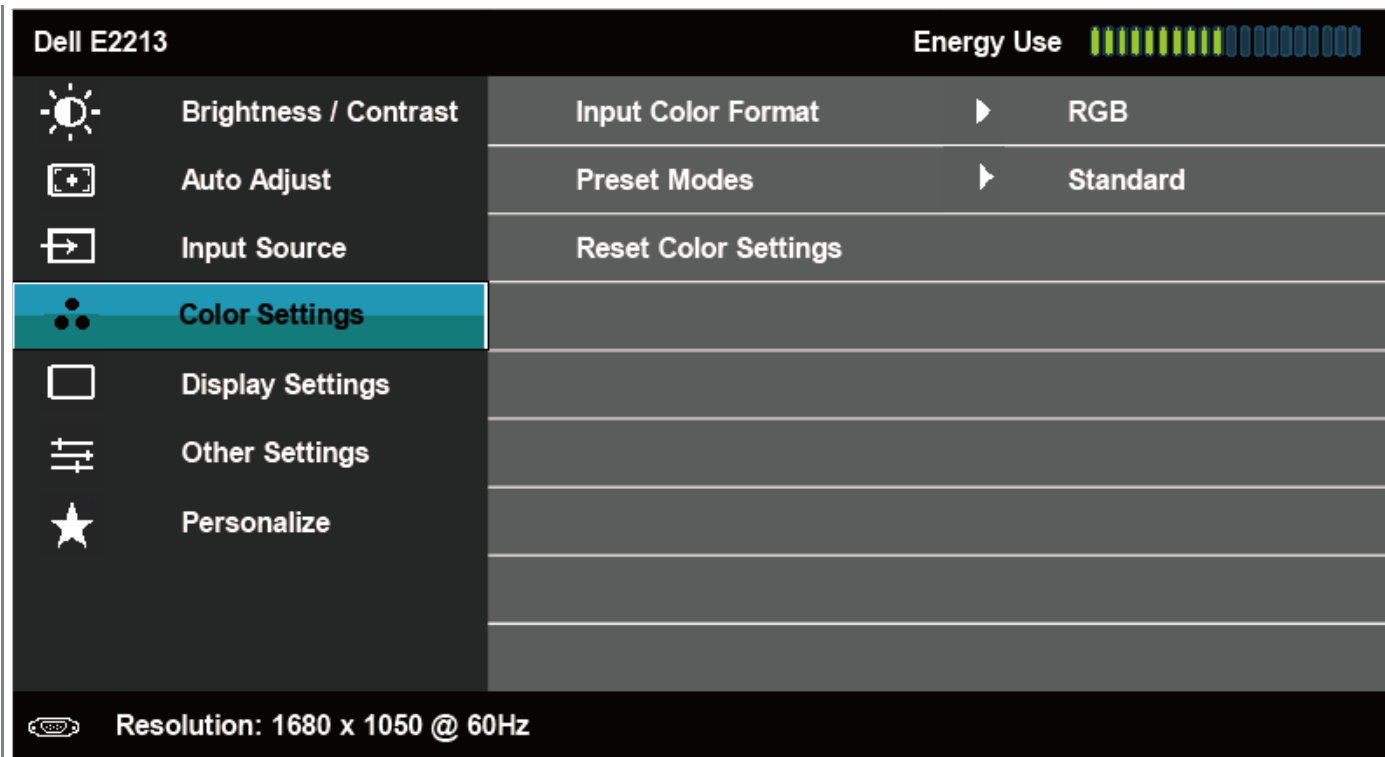 Dell E2213 Energy Use
Brightness / Contrast Input Color Format RGB
Auto Adjust Preset Modes Standard
Input Source Reset Color Settings
Color Settings
Display Settings
Other Settings
Personalize
Resolution: 1680 x 1050 @ 60Hz